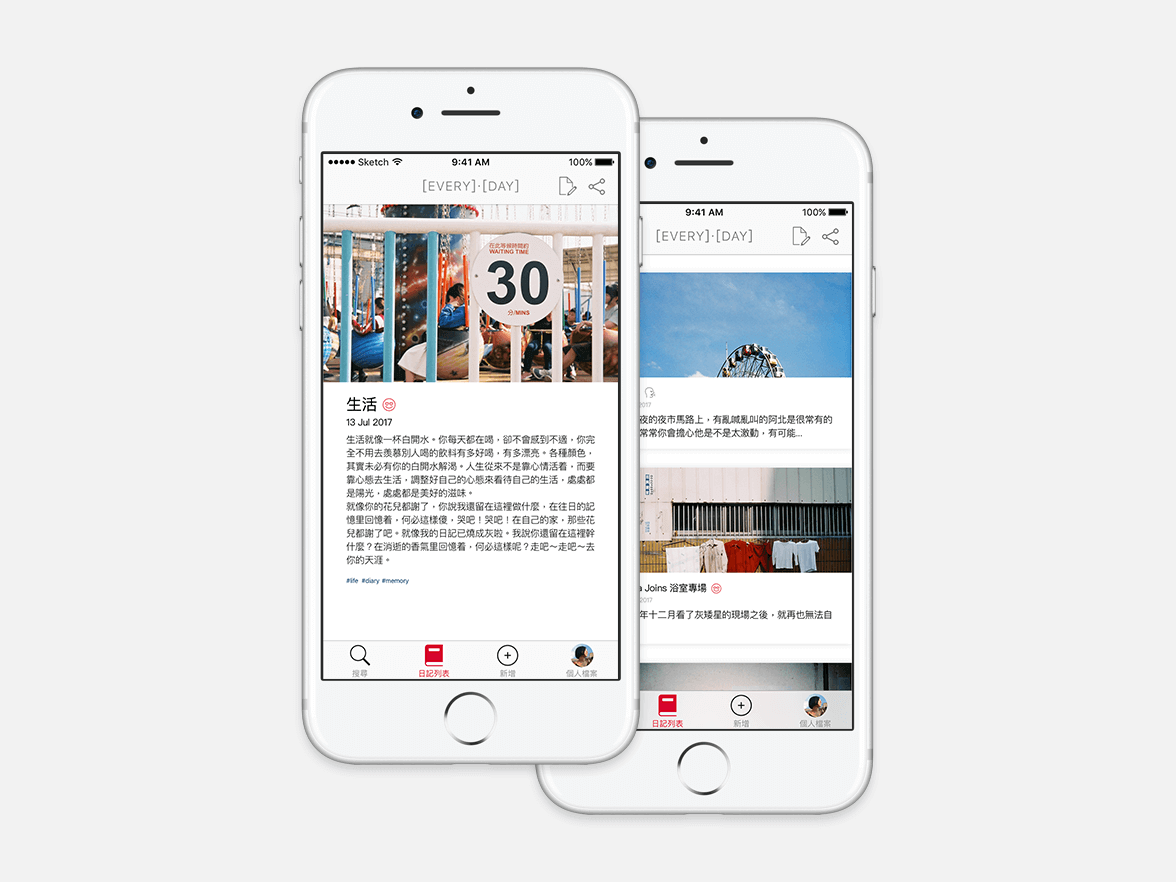 Sketch 9:41 AM 100%
[EVERY]·[DAY]
在此等候時間約
WAITING TIME
30
分/MINS
生活
13 Jul 2017
生活就像一杯白開水。你每天都在喝，卻不會感到不適，你完
全不用去羨慕別人喝的飲料有多好喝，有多漂亮。各種顏色，
其實未必有你的白開水解渴。人生從來不是靠心情活着，而要
靠心態去生活，調整好自己的心態來看待自己的生活，處處都
是陽光，處處都是美好的滋味。
就像你的花兒都謝了，你說我還留在這裡做什麼，在往日的記
憶里回憶着，何必這樣傻，哭吧！哭吧！在自己的家，那些花
兒都謝了吧。就像我的日記已燒成灰啦。我說你還留在這裡幹
什麼？在消逝的香氣里回憶着，何必這樣呢？走吧～走吧～去
你的天涯。
#life #diary #memory
搜尋 日記列表 新增 個人檔案
9:41 AM 100%
[EVERY]·[DAY]
2017
夜的夜市馬路上，有亂喊亂叫的阿北是很常有的
常常你會擔心他是不是太激動，有可能...
a Joins 浴室專場
2017
年十二月看了灰矮星的現場之後，就再也無法自
日記列表 新增 個人檔案